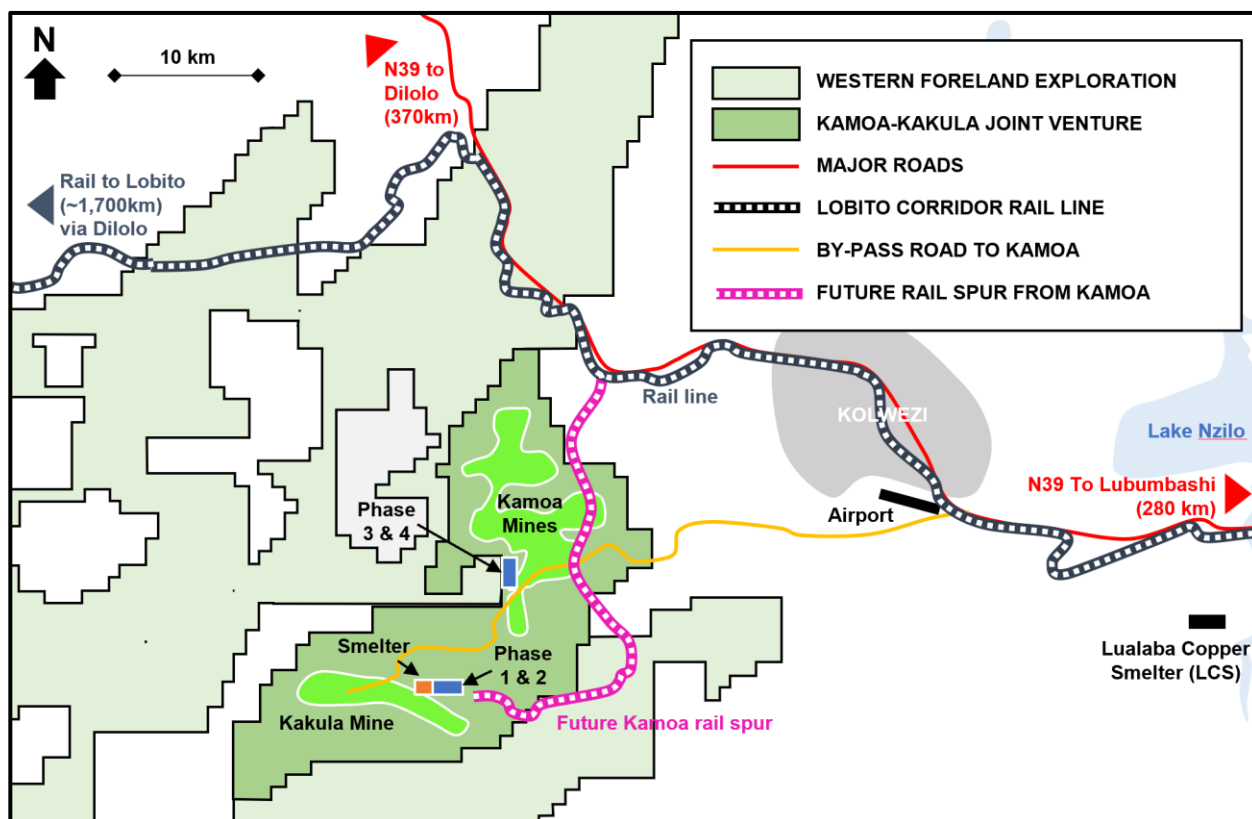 N
10 km
N39 to
Dilolo
(370km)
Rail to Lobito
(~1,700km)
via Dilolo
WESTERN FORELAND EXPLORATION
KAMOA-KAKULA JOINT VENTURE
MAJOR ROADS
LOBITO CORRIDOR RAIL LINE
BY-PASS ROAD TO KAMOA
FUTURE RAIL SPUR FROM KAMOA
Rail line
KOLWEZI
Lake Nzilo
N39 To Lubumbashi
(280 km)
Airport
Kamoa
Mines
Phase
3 & 4
Smelter
Phase
1 & 2
Kakula Mine
Future Kamoa rail spur
Lualaba Copper
Smelter (LCS)